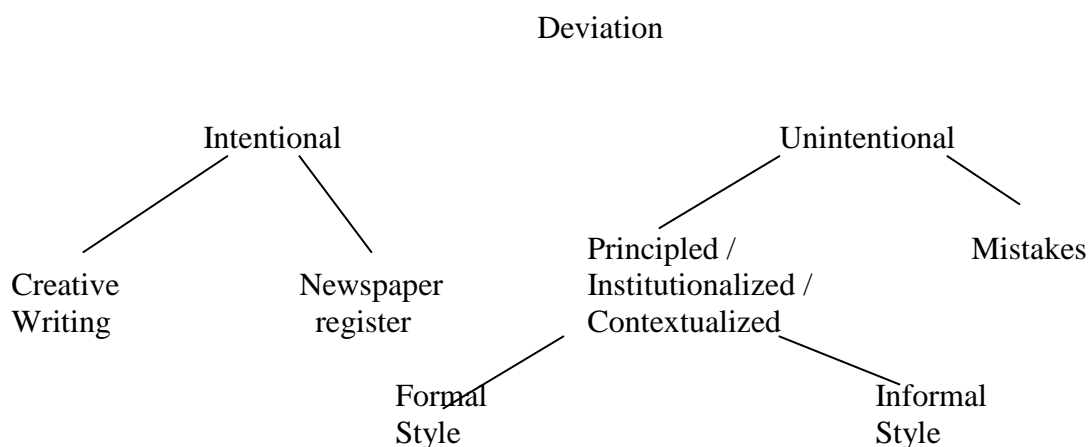 Deviation
Intentional
Unintentional
Creative
Writing
Newspaper
register
Principled /
Institutionalized /
Contextualized
Mistakes
Formal
Style
Informal
Style